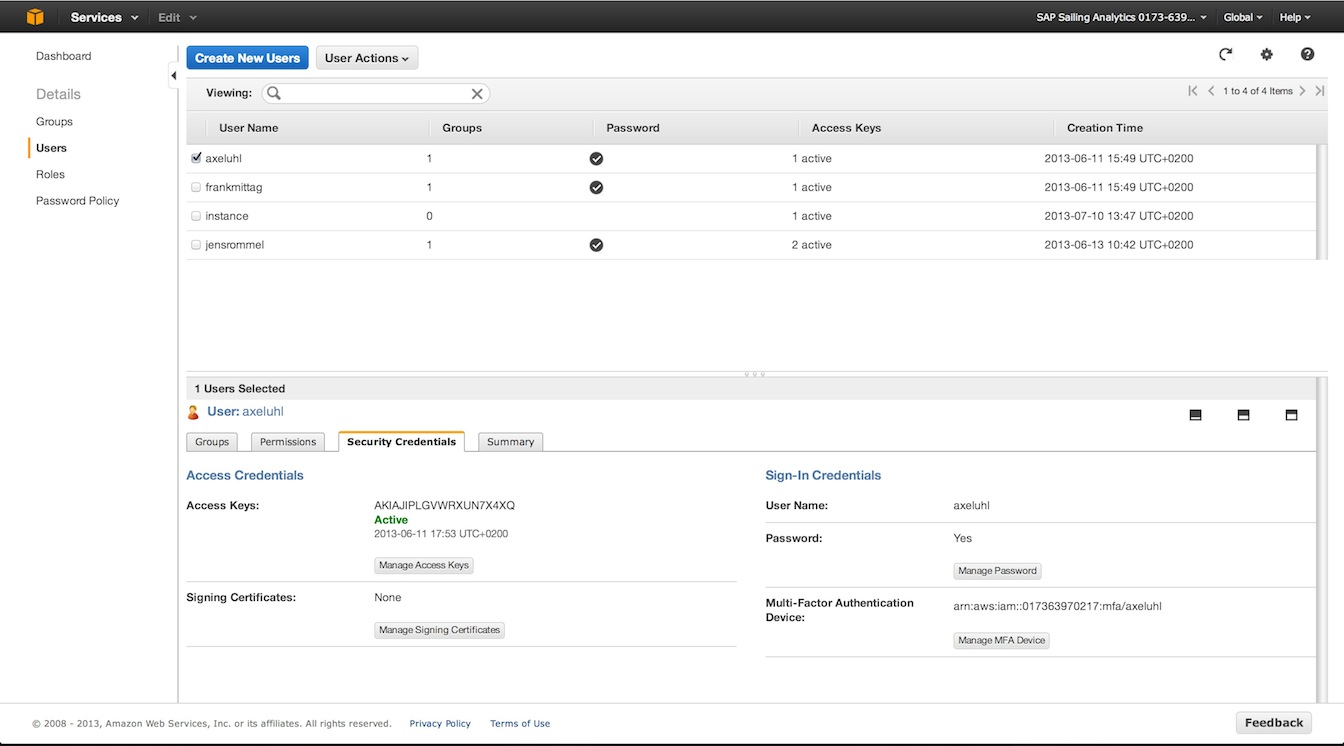 Services Edit SAP Sailing Analytics 0173-639... Global Help
Dashboard
Details
Groups
Users
Roles
Password Policy
Create New Users User Actions
Viewing: 1 to 4 of 4 Items
User Name Groups Password Access Keys Creation Time
axeluhl 1 1 active 2013-06-11 15:49 UTC+0200
frankmittag 1 1 active 2013-06-11 15:49 UTC+0200
instance 0 1 active 2013-07-10 13:47 UTC+0200
jensrommel 1 2 active 2013-06-13 10:42 UTC+0200
1 Users Selected
User: axeluhl
Groups Permissions Security Credentials Summary
Access Credentials
Access Keys: AKIAJIPLGVWRXUN7X4XQ
Active
2013-06-11 17:53 UTC+0200
Manage Access Keys
Signing Certificates: None
Manage Signing Certificates
Sign-In Credentials
User Name: axeluhl
Password: Yes
Manage Password
Multi-Factor Authentication
Device: arn:aws:iam::017363970217:mfa/axeluhl
Manage MFA Device
© 2008 - 2013, Amazon Web Services, Inc. or its affiliates. All rights reserved. Privacy Policy Terms of Use Feedback